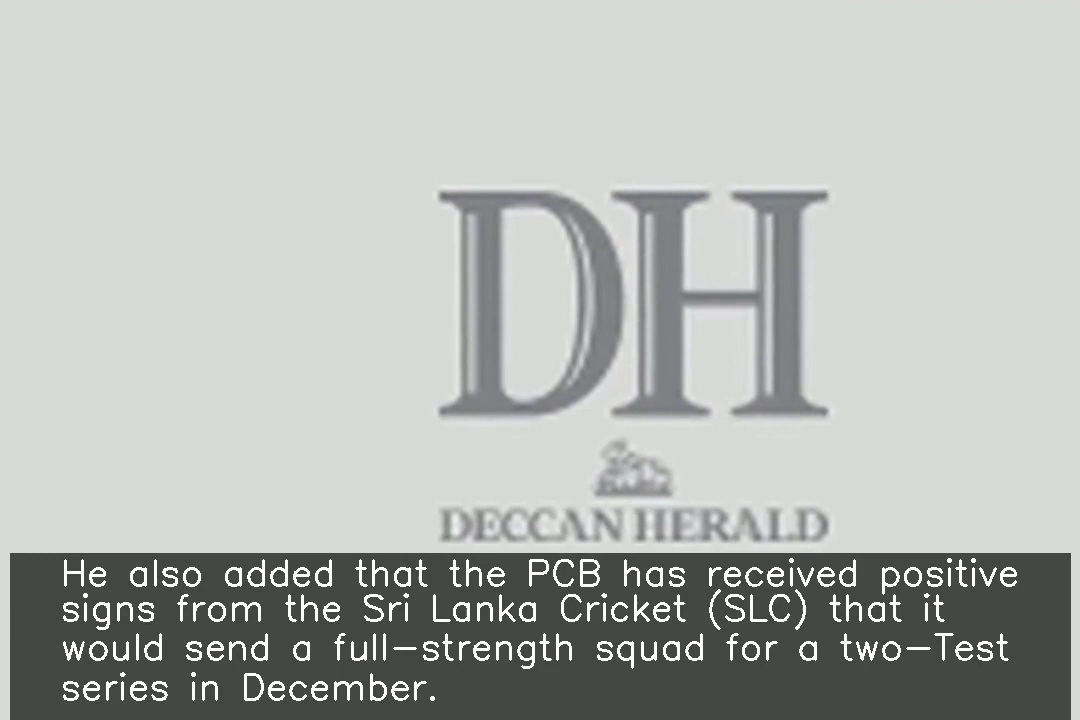 DH
DECCAN HERALD
He also added that the PCB has received positive
signs from the Sri Lanka Cricket (SLC) that it
would send a full-strength squad for a two-Test
series in December.